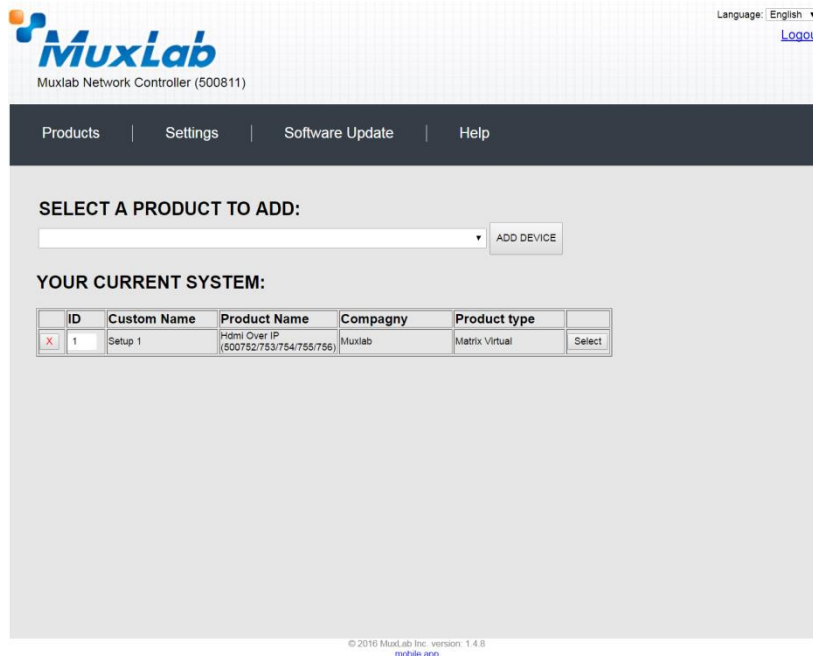 Language: English
MuxLab
Muxlab Network Controller (500811)
Products | Settings | Software Update | Help
SELECT A PRODUCT TO ADD:
ADD DEVICE
YOUR CURRENT SYSTEM:
ID Custom Name Product Name Compagny Product type
X 1 Setup 1 Hdmi Over IP Muxlab Matrix Virtual Select
(500752/753/754/755/756)
© 2016 MuxLab Inc. version: 1.4.8
mobile app